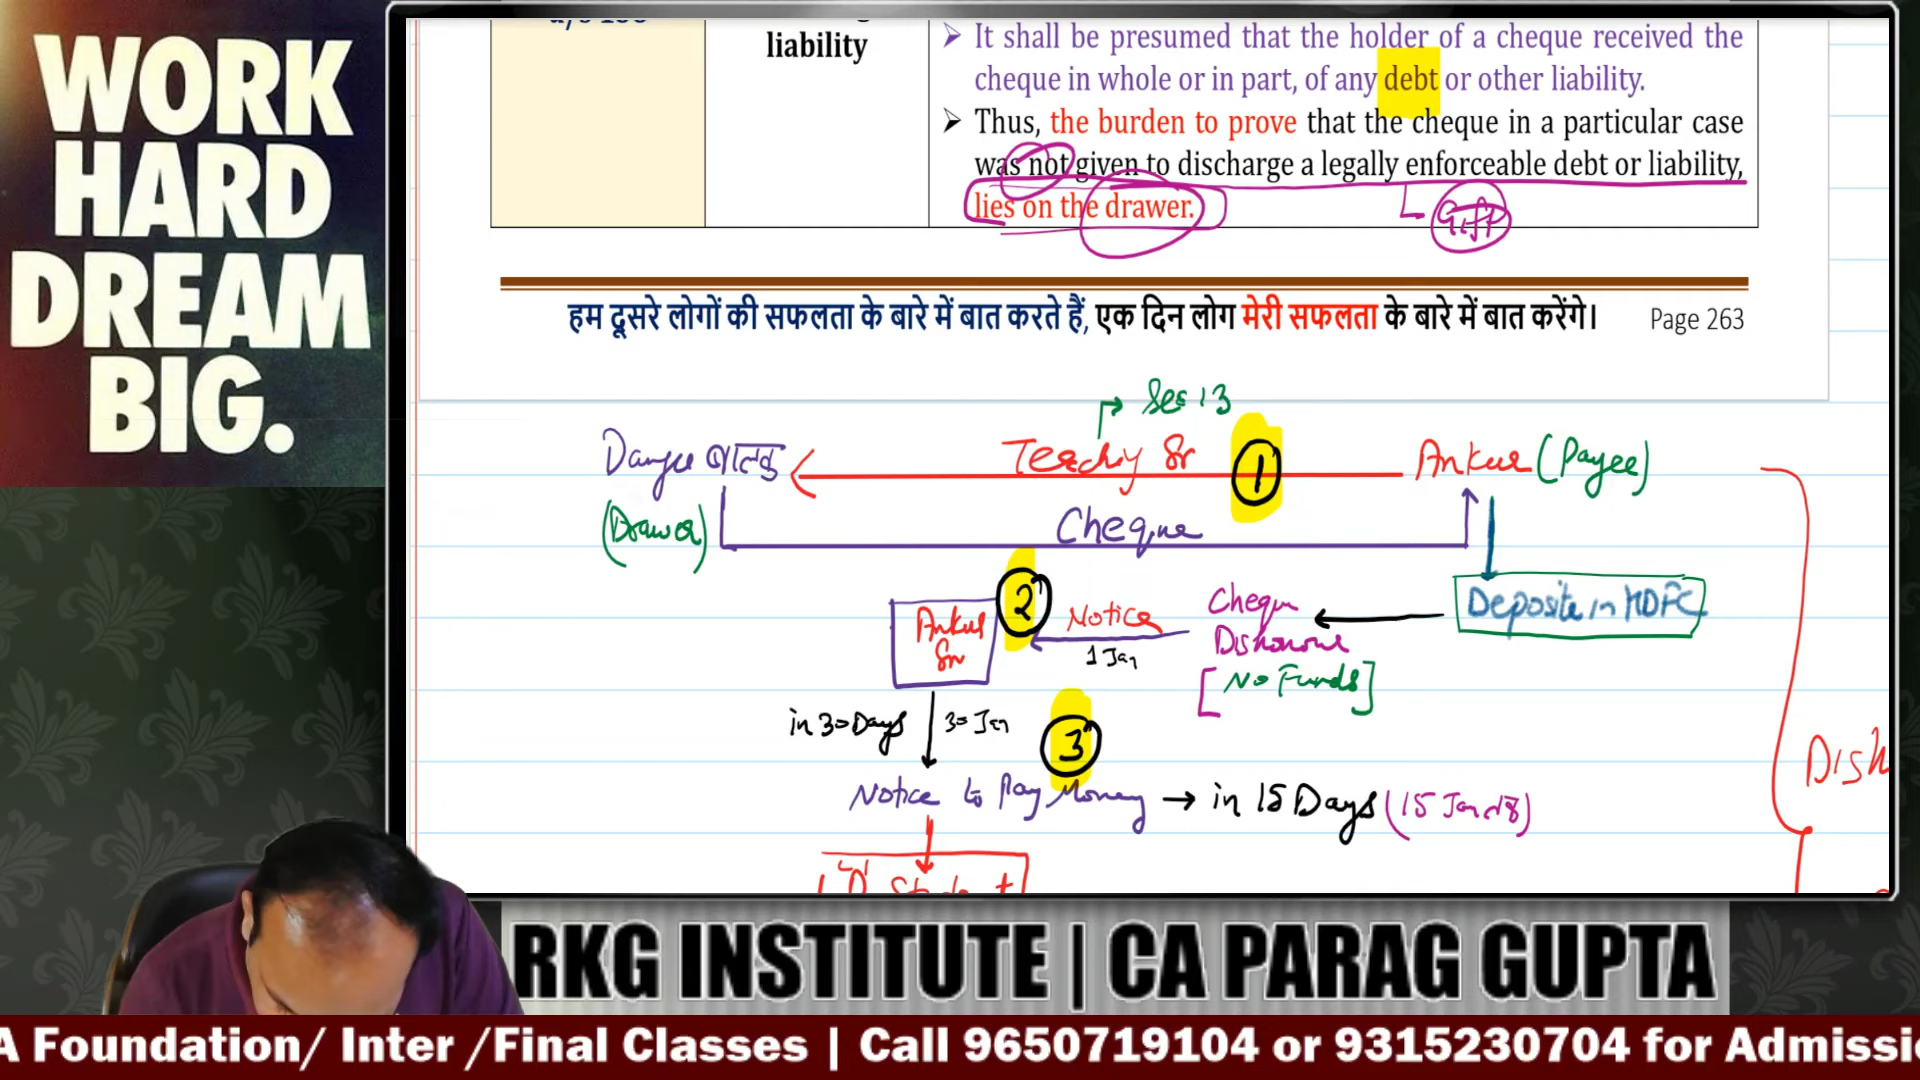 WORK
HARD
DREAM
BIG.
liability
➢ It shall be presumed that the holder of a cheque received the
cheque in whole or in part, of any debt or other liability.
➢ Thus, the burden to prove that the cheque in a particular case
was not given to discharge a legally enforceable debt or liability,
lies on the drawer.
Gift
हम दूसरे लोगों की सफलता के बारे में बात करते हैं, एक दिन लोग मेरी सफलता के बारे में बात करेंगे। Page 263
Sec 13
बालक
1
Ankur (Payee)
(Drawer)
Cheque
2
Ankur
Sr
Notice
1 Jan
Cheque
Dishonour
[No Funds]
Deposite in HDFC
in 30 Days
30 Jan
3
Notice to Pay Money → in 15 Days (15 Jan
Dish
RKG INSTITUTE | CA PARAG GUPTA
A Foundation/ Inter /Final Classes | Call 9650719104 or 9315230704 for Admissi